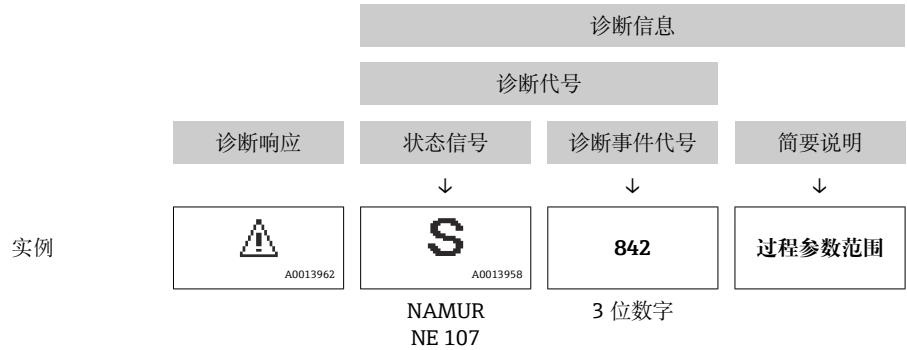 诊断信息
诊断代号
诊断响应 状态信号 诊断事件代号 简要说明
↓ ↓ ↓
实例 ⚠ S 842 过程参数范围
A0013962 A0013958
NAMUR 3 位数字
NE 107